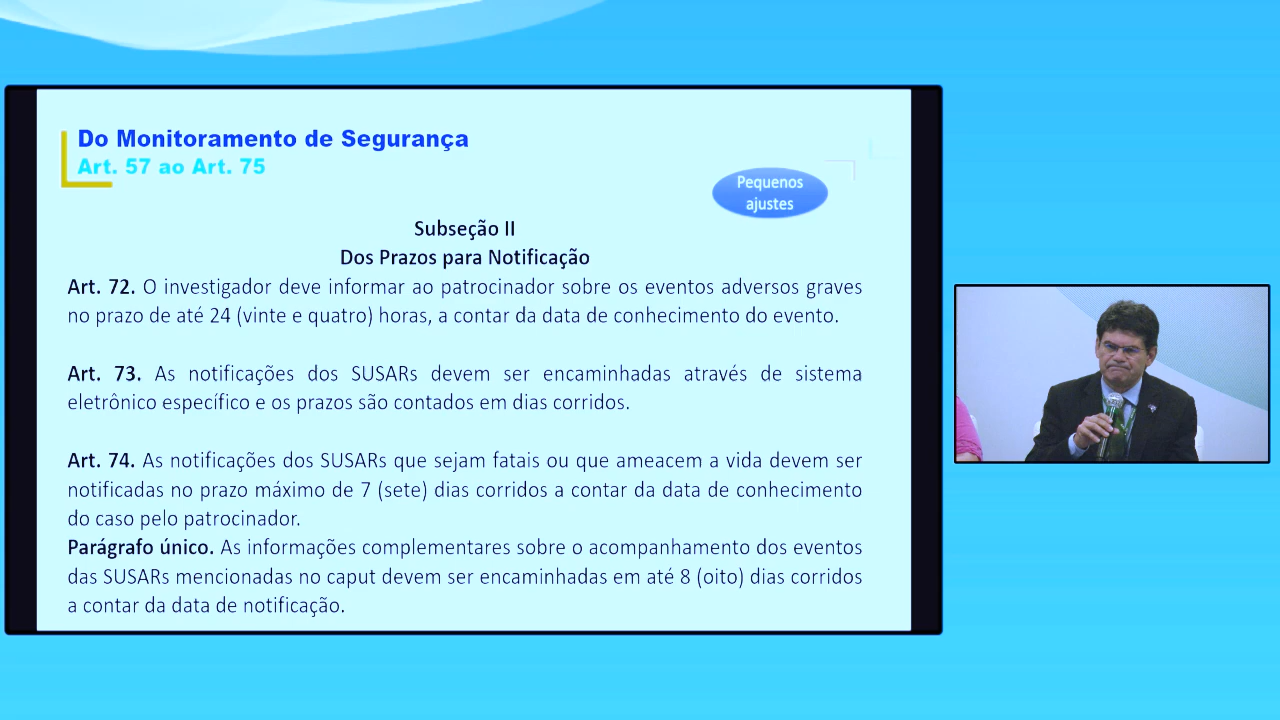 Do Monitoramento de Segurança
Art. 57 ao Art. 75
Pequenos
ajustes
Subseção II
Dos Prazos para Notificação
Art. 72. O investigador deve informar ao patrocinador sobre os eventos adversos graves
no prazo de até 24 (vinte e quatro) horas, a contar da data de conhecimento do evento.
Art. 73. As notificações dos SUSARs devem ser encaminhadas através de sistema
eletrônico específico e os prazos são contados em dias corridos.
Art. 74. As notificações dos SUSARs que sejam fatais ou que ameacem a vida devem ser
notificadas no prazo máximo de 7 (sete) dias corridos a contar da data de conhecimento
do caso pelo patrocinador.
Parágrafo único. As informações complementares sobre o acompanhamento dos eventos
das SUSARs mencionadas no caput devem ser encaminhadas em até 8 (oito) dias corridos
a contar da data de notificação.